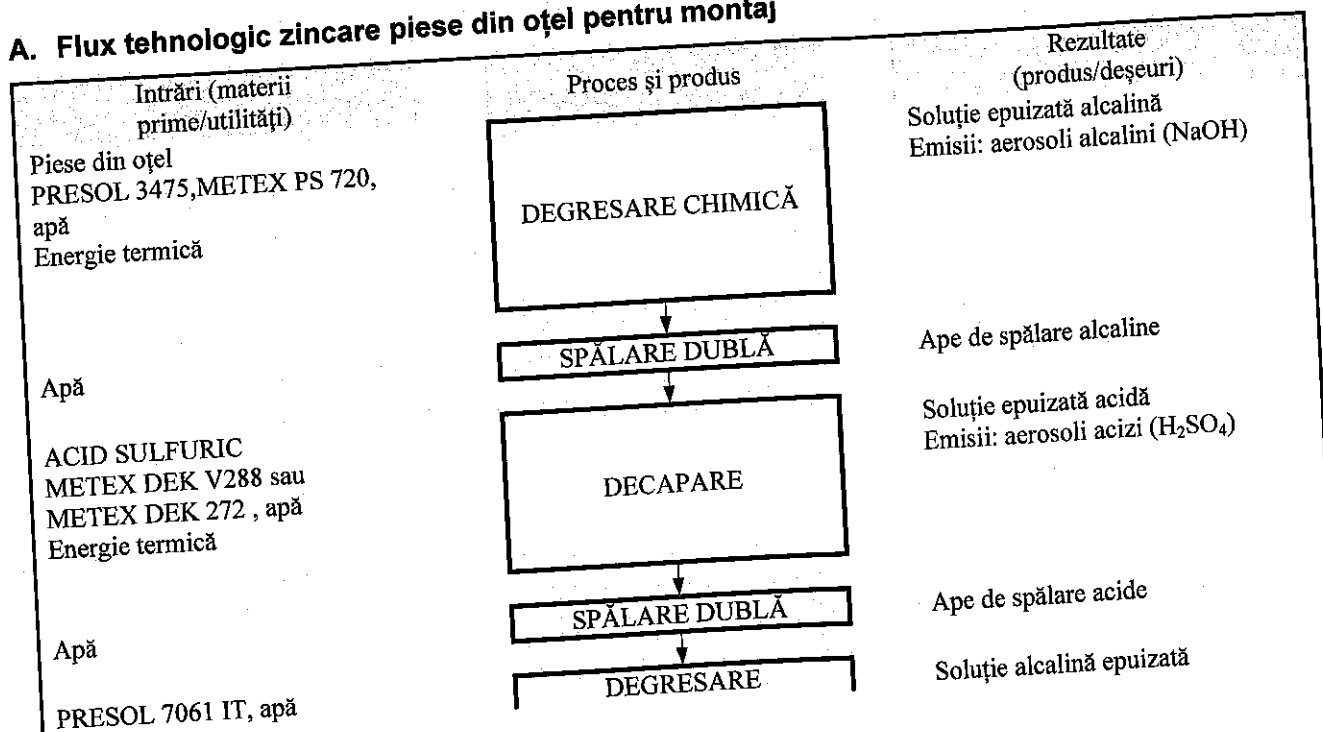 A. Flux tehnologic zincare piese din oțel pentru montaj
Intrări (materii
prime/utilități)
Proces și produs
Rezultate
(produs/deșeuri)
Piese din oțel
PRESOL 3475,METEX PS 720,
apă
Energie termică
DEGRESARE CHIMICĂ
Soluție epuizată alcalină
Emisii: aerosoli alcalini (NaOH)
Apă
SPĂLARE DUBLĂ
Ape de spălare alcaline
ACID SULFURIC
METEX DEK V288 sau
METEX DEK 272 , apă
Energie termică
DECAPARE
Soluție epuizată acidă
Emisii: aerosoli acizi (H₂SO₄)
Apă
SPĂLARE DUBLĂ
Ape de spălare acide
PRESOL 7061 IT, apă
DEGRESARE
Soluție alcalină epuizată